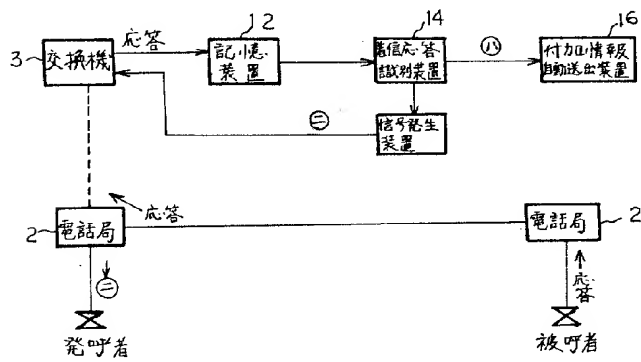 応答
12
14
16
3
交換機
記憶
装置
着信応答
識別装置
ハ
付加情報
自動送出装置
ニ
信号発生
装置
応答
2
電話局
電話局
2
ニ
応答
発呼者
被呼者